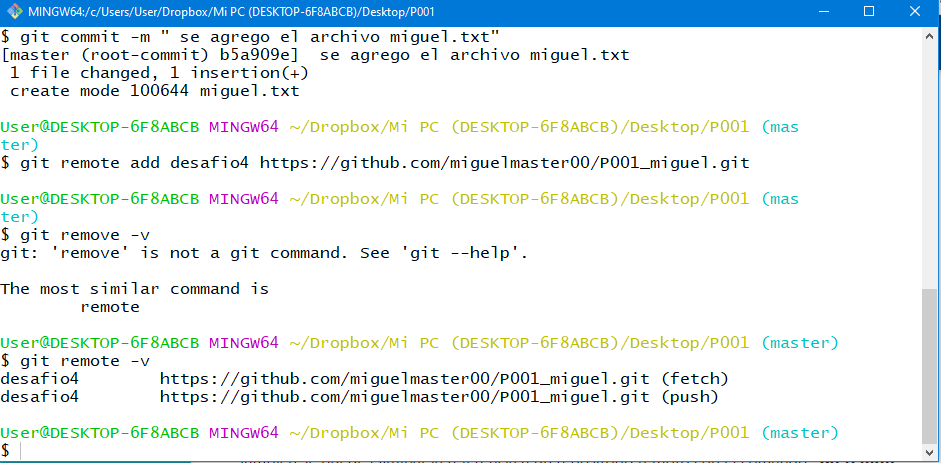 MINGW64:/c/Users/User/Dropbox/Mi PC (DESKTOP-6F8ABCB)/Desktop/P001
$ git commit -m " se agrego el archivo miguel.txt"
[master (root-commit) b5a909e]  se agrego el archivo miguel.txt
 1 file changed, 1 insertion(+)
 create mode 100644 miguel.txt

User@DESKTOP-6F8ABCB MINGW64 ~/Dropbox/Mi PC (DESKTOP-6F8ABCB)/Desktop/P001 (mas
ter)
$ git remote add desafio4 https://github.com/miguelmaster00/P001_miguel.git

User@DESKTOP-6F8ABCB MINGW64 ~/Dropbox/Mi PC (DESKTOP-6F8ABCB)/Desktop/P001 (mas
ter)
$ git remove -v
git: 'remove' is not a git command. See 'git --help'.

The most similar command is
        remote

User@DESKTOP-6F8ABCB MINGW64 ~/Dropbox/Mi PC (DESKTOP-6F8ABCB)/Desktop/P001 (master)
$ git remote -v
desafio4        https://github.com/miguelmaster00/P001_miguel.git (fetch)
desafio4        https://github.com/miguelmaster00/P001_miguel.git (push)

User@DESKTOP-6F8ABCB MINGW64 ~/Dropbox/Mi PC (DESKTOP-6F8ABCB)/Desktop/P001 (master)
$